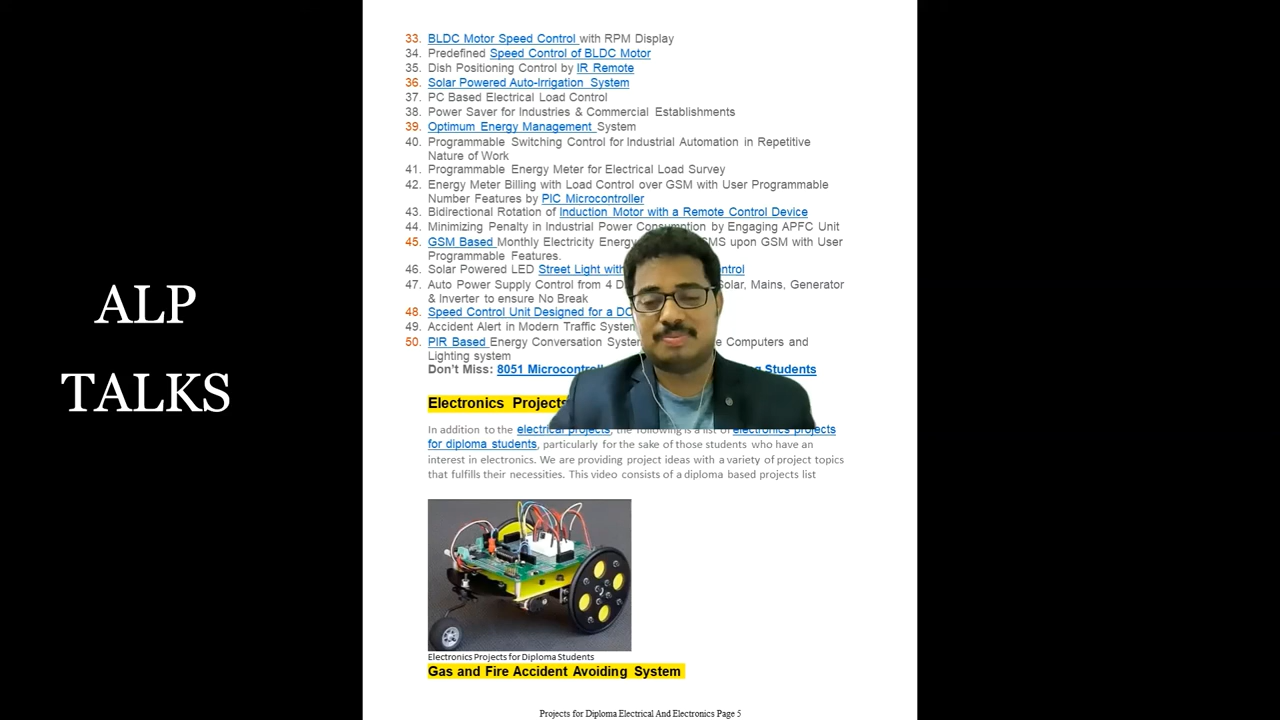 ALP
TALKS
33. BLDC Motor Speed Control with RPM Display
34. Predefined Speed Control of BLDC Motor
35. Dish Positioning Control by IR Remote
36. Solar Powered Auto-Irrigation System
37. PC Based Electrical Load Control
38. Power Saver for Industries & Commercial Establishments
39. Optimum Energy Management System
40. Programmable Switching Control for Industrial Automation in Repetitive
Nature of Work
41. Programmable Energy Meter for Electrical Load Survey
42. Energy Meter Billing with Load Control over GSM with User Programmable
Number Features by PIC Microcontroller
43. Bidirectional Rotation of Induction Motor with a Remote Control Device
44. Minimizing Penalty in Industrial Power Consumption by Engaging APFC Unit
45. GSM Based Monthly Electricity Energy SMS upon GSM with User
Programmable Features.
46. Solar Powered LED Street Light with
47. Auto Power Supply Control from 4 Solar, Mains, Generator
& Inverter to ensure No Break
48. Speed Control Unit Designed for a DC
49. Accident Alert in Modern Traffic System
50. PIR Based Energy Conversation System Computers and
Lighting system
Don't Miss: 8051 Students
Electronics Projects
In addition to the electrical projects, the following is a list of electronics projects
for diploma students, particularly for the sake of those students who have an
interest in electronics. We are providing project ideas with a variety of project topics
that fulfills their necessities. This video consists of a diploma based projects list
Electronics Projects for Diploma Students
Gas and Fire Accident Avoiding System
Projects for Diploma Electrical And Electronics Page 5